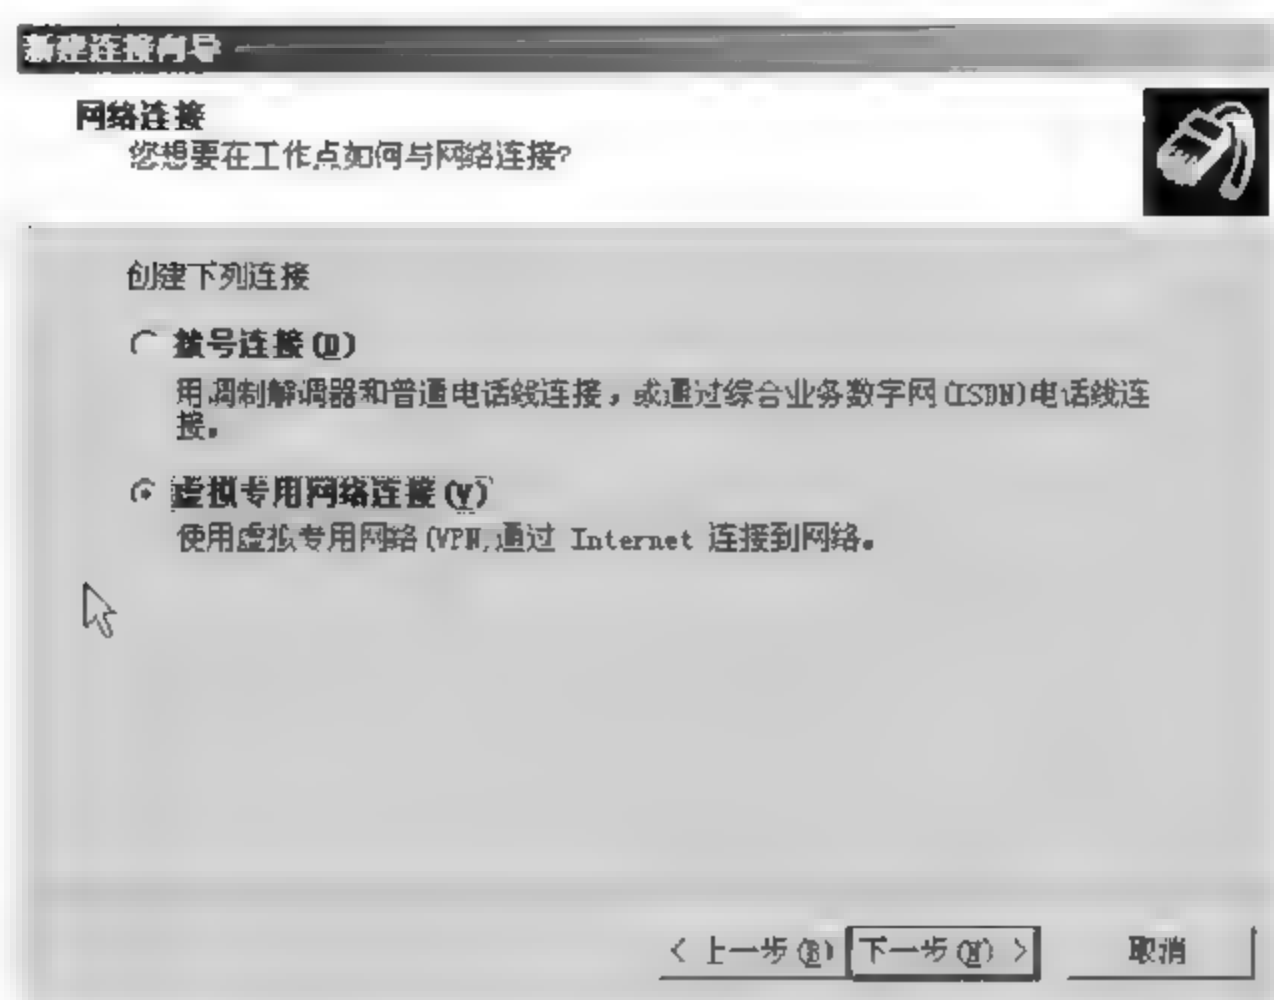 新建连接向导
网络连接
您想要在工作点如何与网络连接?
创建下列连接
拨号连接(D)
用调制解调器和普通电话线连接，或通过综合业务数字网(ISDN)电话线连
接。
虚拟专用网络连接(V)
使用虚拟专用网络(VPN)通过 Internet 连接到网络。
< 上一步(B) 下一步(N) > 取消